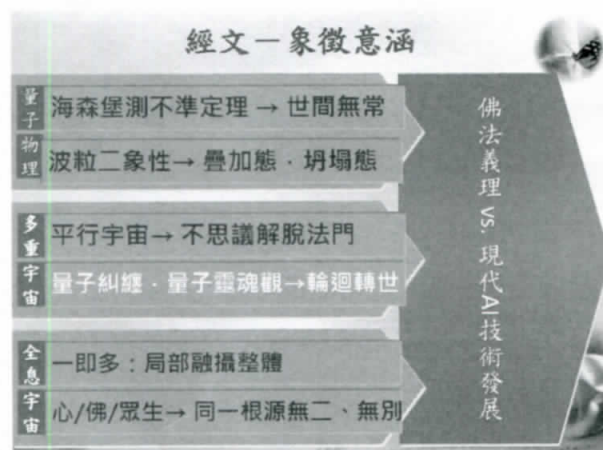 經文－象徵意涵
量子物理
海森堡測不準定理 → 世間無常
波粒二象性→ 疊加態．坍塌態
多重宇宙
平行宇宙→ 不思議解脫法門
量子糾纏．量子靈魂觀→輪迴轉世
全息宇宙
一即多：局部融攝整體
心/佛/眾生→ 同一根源無二、無別
佛法義理 vs. 現代AI技術發展